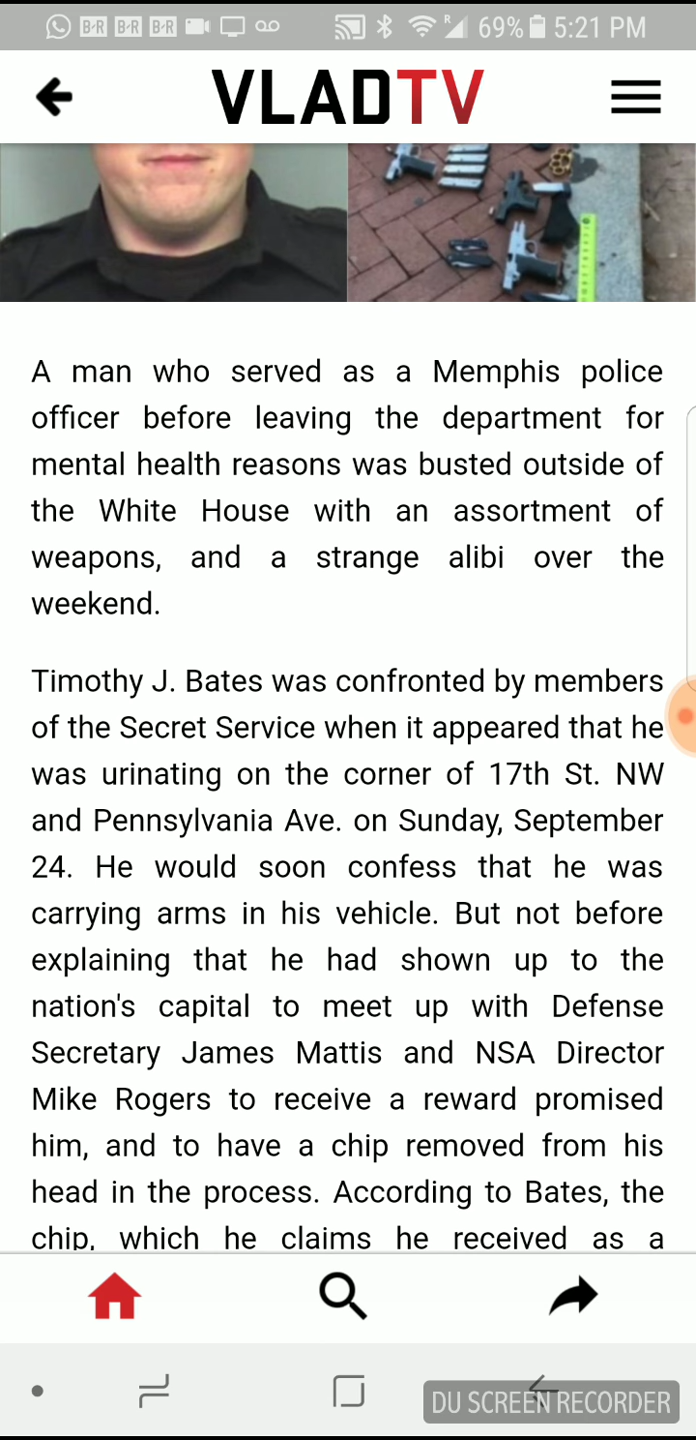 B-R B-R B-R R 69% 5:21 PM
VLADTV
A man who served as a Memphis police
officer before leaving the department for
mental health reasons was busted outside of
the White House with an assortment of
weapons, and a strange alibi over the
weekend.
Timothy J. Bates was confronted by members
of the Secret Service when it appeared that he
was urinating on the corner of 17th St. NW
and Pennsylvania Ave. on Sunday, September
24. He would soon confess that he was
carrying arms in his vehicle. But not before
explaining that he had shown up to the
nation's capital to meet up with Defense
Secretary James Mattis and NSA Director
Mike Rogers to receive a reward promised
him, and to have a chip removed from his
head in the process. According to Bates, the
chip, which he claims he received as a
DU SCREEN RECORDER